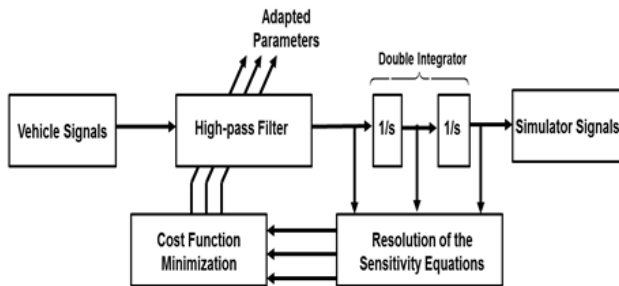 Adapted
Parameters
Double Integrator
Vehicle Signals
High-pass Filter
1/s
1/s
Simulator Signals
Cost Function
Minimization
Resolution of the
Sensitivity Equations